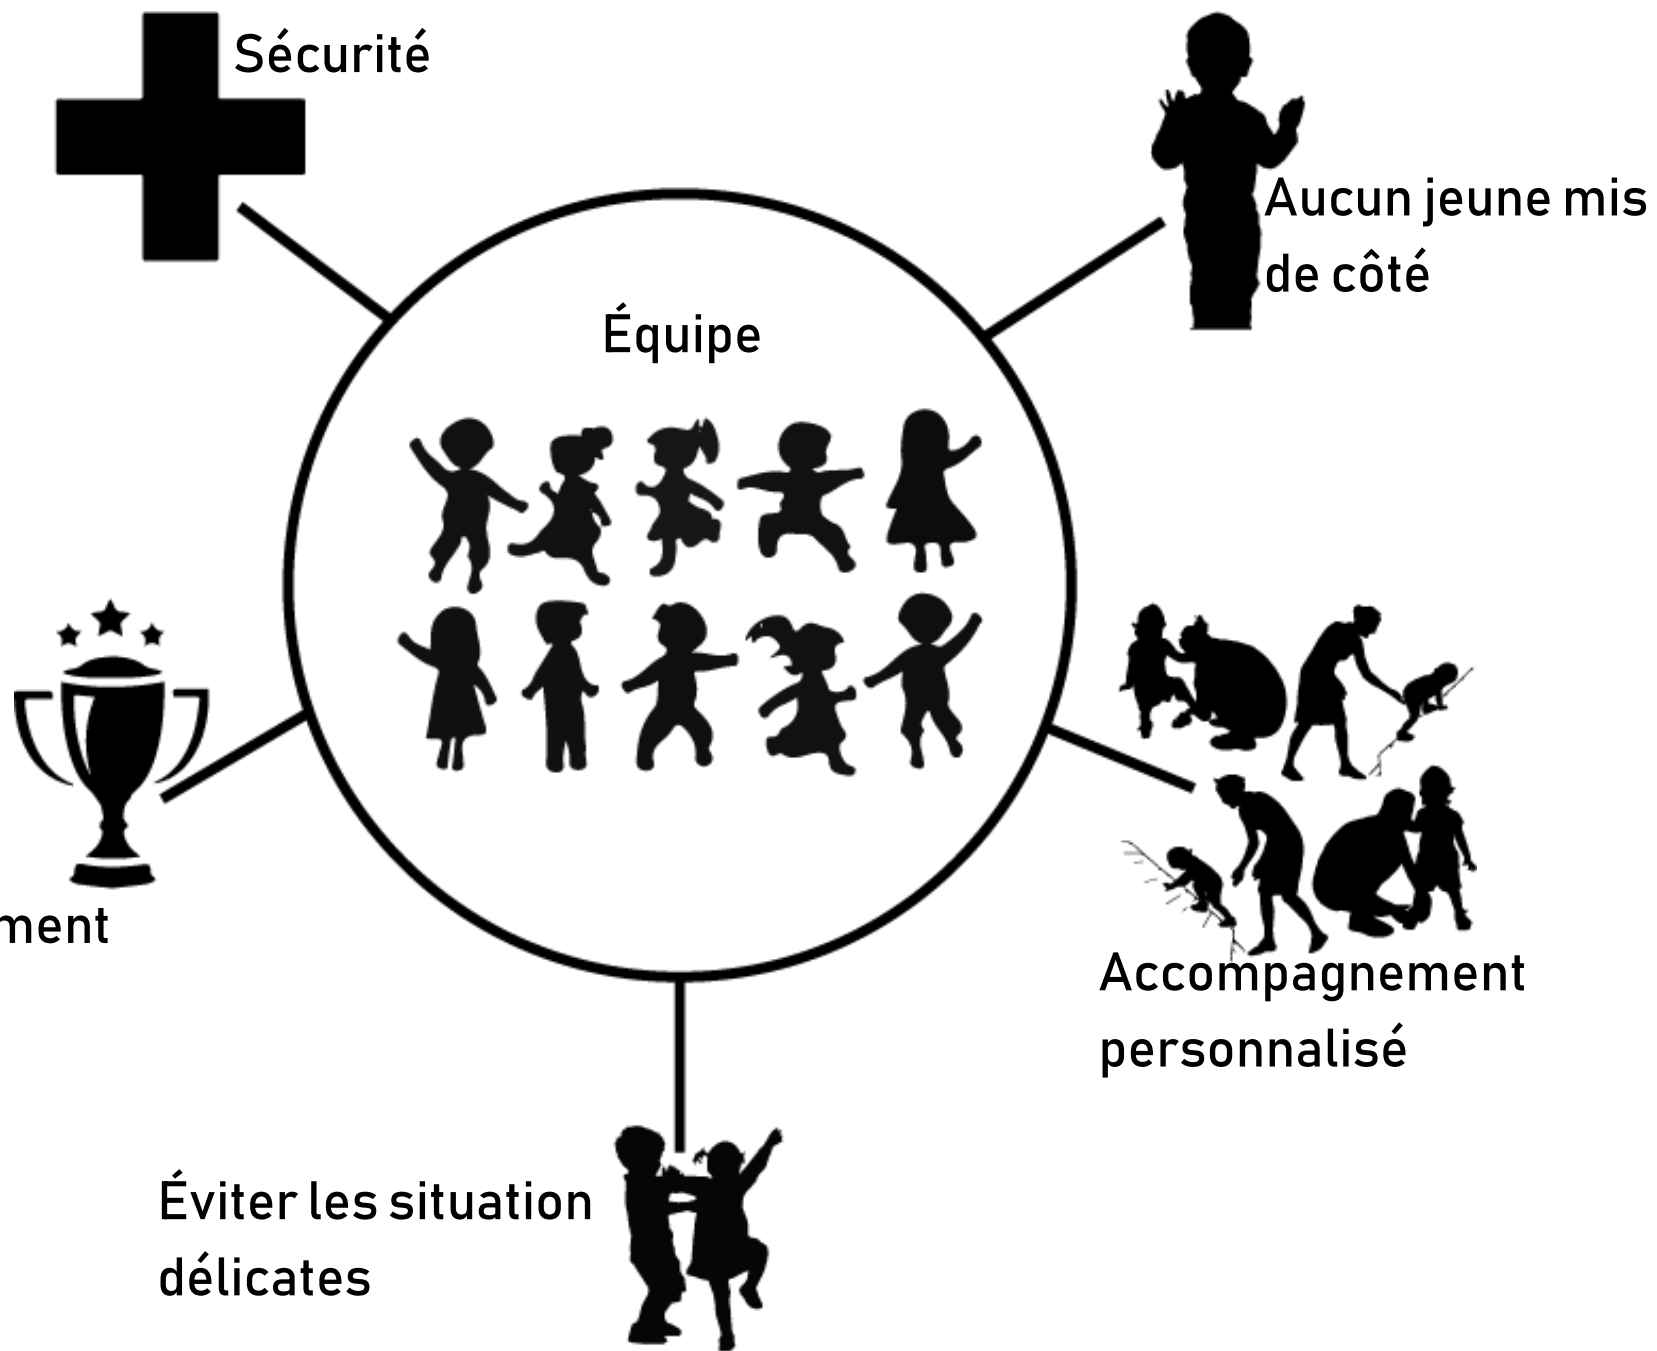 Sécurité
Aucun jeune mis
de côté
Équipe
ment
Accompagnement
personnalisé
Éviter les situation
délicates